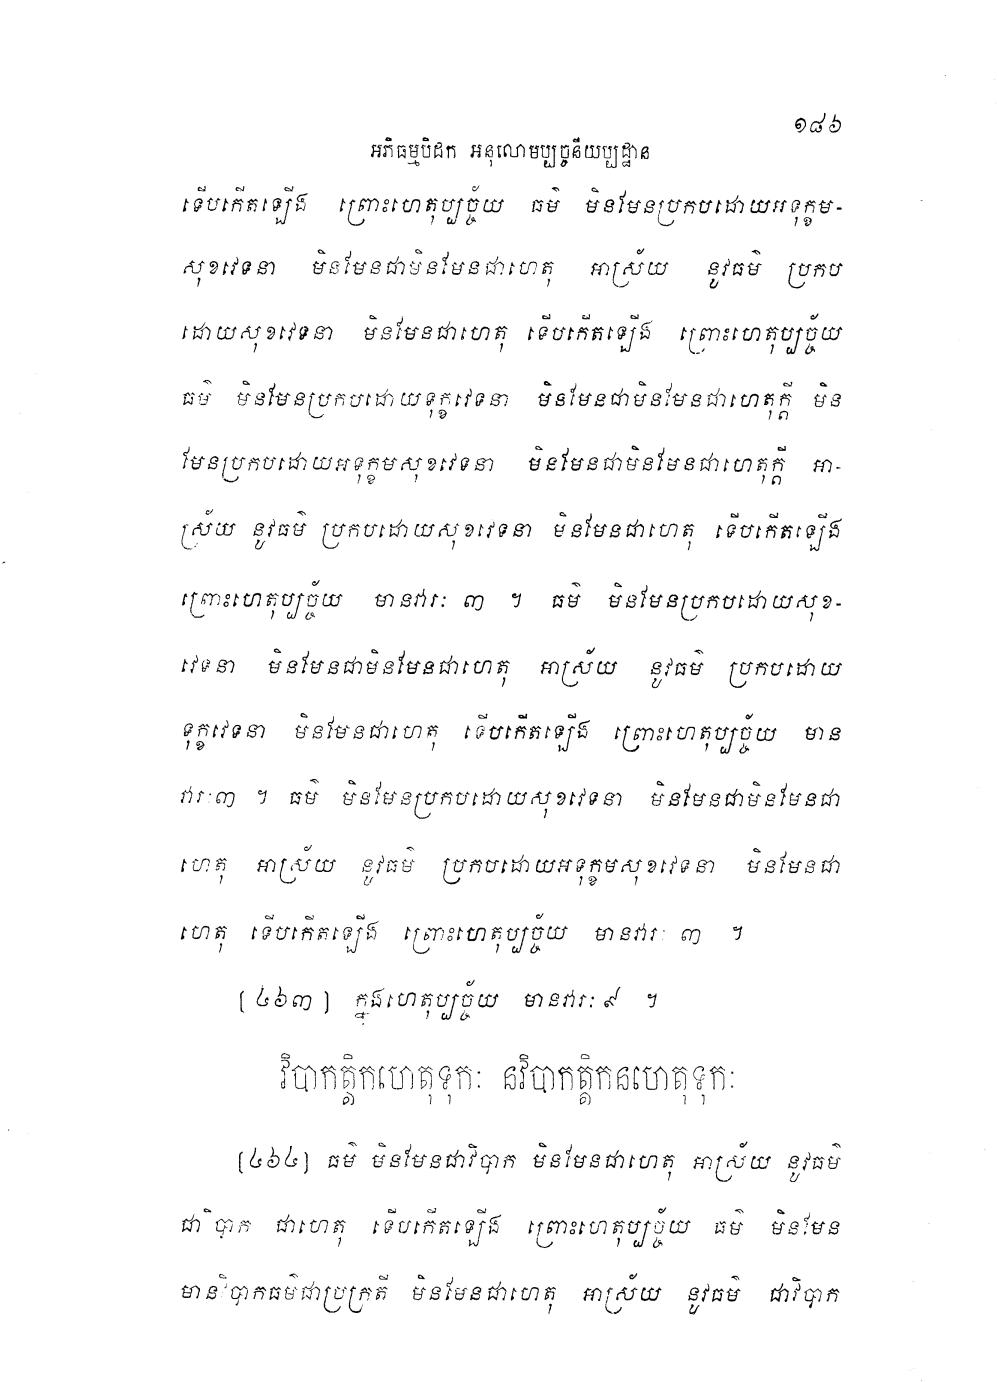 ១៨៦
អភិធម្មបិដក អនុលោមប្បច្ចនីយប្បដ្ឋាន
ទើបកើតឡើង ព្រោះហេតុប្បច្ច័យ ធម៌ មិនមែនប្រកបដោយអទុក្ខម-
សុខវេទនា មិនមែនជាមិនមែនជាហេតុ អាស្រ័យ នូវធម៌ ប្រកប
ដោយសុខវេទនា មិនមែនជាហេតុ ទើបកើតឡើង ព្រោះហេតុប្បច្ច័យ
ធម៌ មិនមែនប្រកបដោយទុក្ខវេទនា មិនមែនជាមិនមែនជាហេតុក្តី មិន
មែនប្រកបដោយអទុក្ខមសុខវេទនា មិនមែនជាមិនមែនជាហេតុក្តី អា-
ស្រ័យ នូវធម៌ ប្រកបដោយសុខវេទនា មិនមែនជាហេតុ ទើបកើតឡើង
ព្រោះហេតុប្បច្ច័យ មានវារៈ ៣ ។ ធម៌ មិនមែនប្រកបដោយសុខ-
វេទនា មិនមែនជាមិនមែនជាហេតុ អាស្រ័យ នូវធម៌ ប្រកបដោយ
ទុក្ខវេទនា មិនមែនជាហេតុ ទើបកើតឡើង ព្រោះហេតុប្បច្ច័យ មាន
វារៈ៣ ។ ធម៌ មិនមែនប្រកបដោយសុខវេទនា មិនមែនជាមិនមែនជា
ហេតុ អាស្រ័យ នូវធម៌ ប្រកបដោយអទុក្ខមសុខវេទនា មិនមែនជា
ហេតុ ទើបកើតឡើង ព្រោះហេតុប្បច្ច័យ មានវារៈ ៣ ។
[៤៦៣] ក្នុងហេតុប្បច្ច័យ មានវារៈ ៩ ។
វិបាកត្តិកហេតុទុកៈ នវិបាកត្តិកនហេតុទុកៈ
[៤៦៤] ធម៌ មិនមែនជាវិបាក មិនមែនជាហេតុ អាស្រ័យ នូវធម៌
ជាវិបាក ជាហេតុ ទើបកើតឡើង ព្រោះហេតុប្បច្ច័យ ធម៌ មិនមែន
មានវិបាកធម៌ជាប្រក្រតី មិនមែនជាហេតុ អាស្រ័យ នូវធម៌ ជាវិបាក